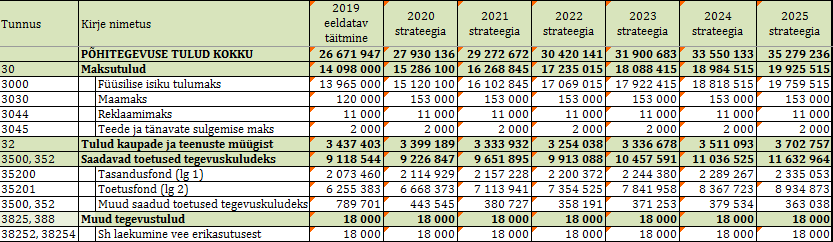 Tunnus Kirje nimetus 2019 eeldatav täitmine 2020 strateegia 2021 strateegia 2022 strateegia 2023 strateegia 2024 strateegia 2025 strateegia
PÕHITEGEVUSE TULUD KOKKU 26 671 947 27 930 136 29 272 672 30 420 141 31 900 683 33 550 133 35 279 236
30 Maksutulud 14 098 000 15 286 100 16 268 845 17 235 015 18 088 415 18 984 515 19 925 515
3000 Füüsilise isiku tulumaks 13 965 000 15 120 100 16 102 845 17 069 015 17 922 415 18 818 515 19 759 515
3030 Maamaks 120 000 153 000 153 000 153 000 153 000 153 000 153 000
3044 Reklaamimaks 11 000 11 000 11 000 11 000 11 000 11 000 11 000
3045 Teede ja tänavate sulgemise maks 2 000 2 000 2 000 2 000 2 000 2 000 2 000
32 Tulud kaupade ja teenuste müügist 3 437 403 3 399 189 3 333 932 3 254 038 3 336 678 3 511 093 3 702 757
3500, 352 Saadavad toetused tegevuskuludeks 9 118 544 9 226 847 9 651 895 9 913 088 10 457 591 11 036 525 11 632 964
35200 Tasandusfond (lg 1) 2 073 460 2 114 929 2 157 228 2 200 372 2 244 380 2 289 267 2 335 053
35201 Toetusfond (lg 2) 6 255 383 6 668 373 7 113 941 7 354 525 7 841 958 8 367 723 8 934 873
3500, 352 Muud saadud toetused tegevuskuludeks 789 701 443 545 380 727 358 191 371 253 379 534 363 038
3825, 388 Muud tegevustulud 18 000 18 000 18 000 18 000 18 000 18 000 18 000
38252, 38254 Sh laekumine vee erikasutusest 18 000 18 000 18 000 18 000 18 000 18 000 18 000